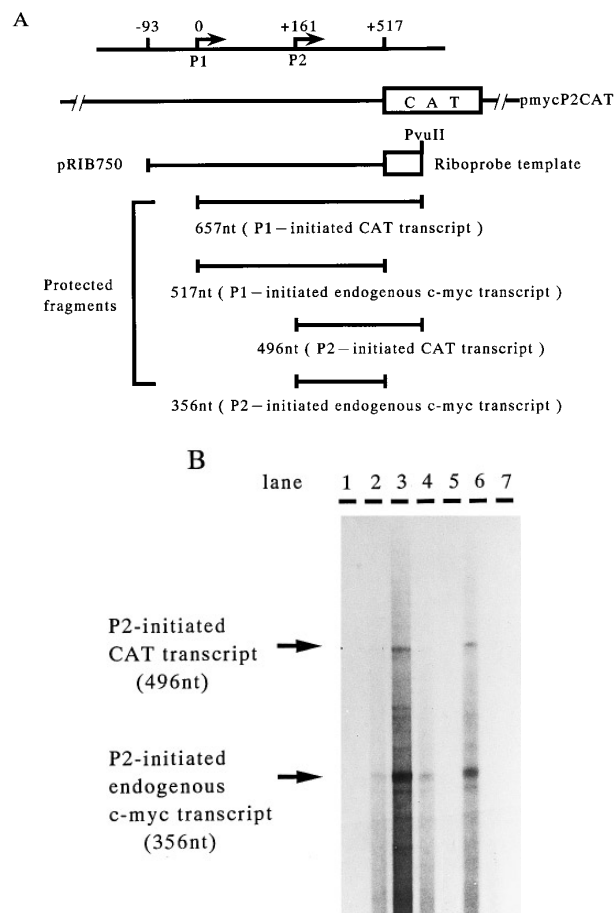 A
-93 0 +161 +517
P1 P2
CAT pmycP2CAT
PvuII
pRIB750 Riboprobe template
657nt ( P1−initiated CAT transcript )
Protected
fragments
517nt ( P1−initiated endogenous c-myc transcript )
496nt ( P2−initiated CAT transcript )
356nt ( P2−initiated endogenous c-myc transcript )
B
lane 1 2 3 4 5 6 7
P2-initiated
CAT transcript
(496nt)
P2-initiated
endogenous
c-myc transcript
(356nt)